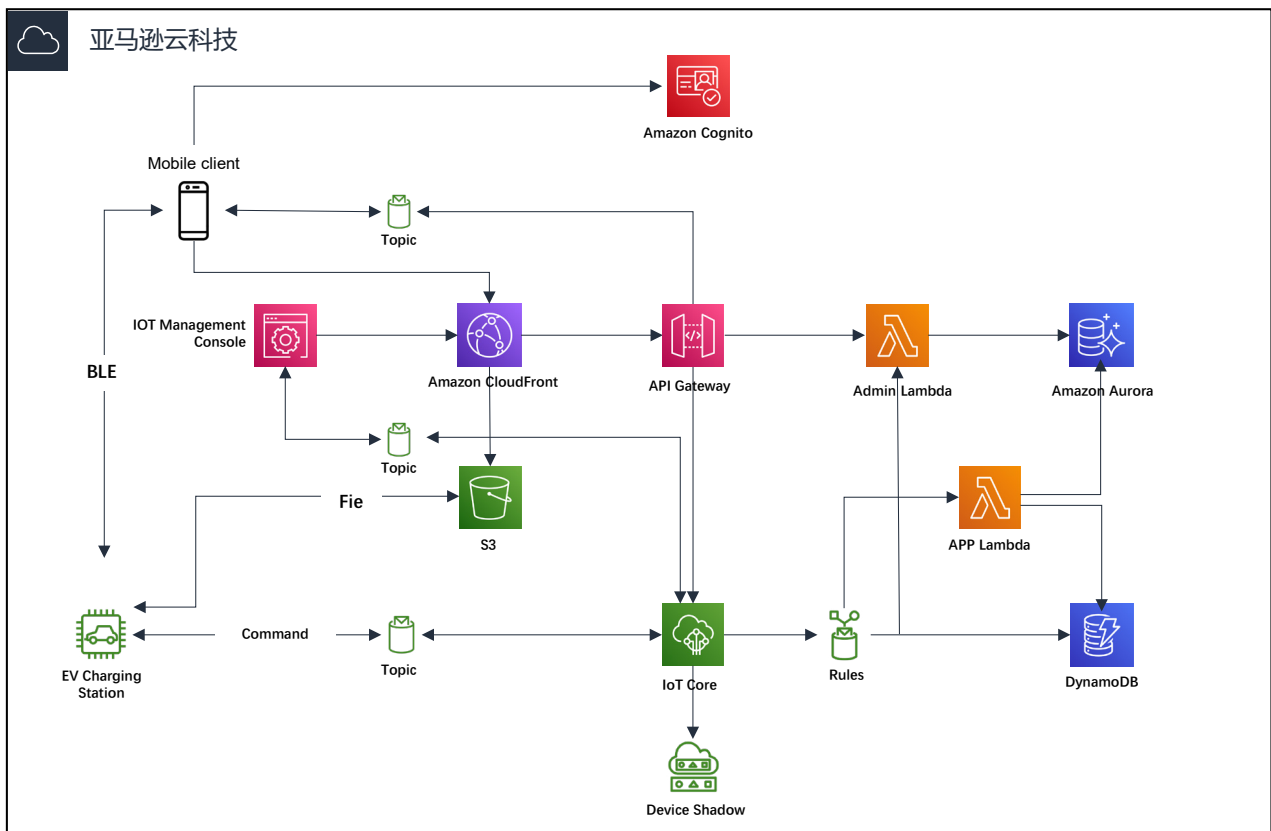 亚马逊云科技
Amazon Cognito
Mobile client
Topic
IOT Management
Console
Amazon CloudFront
API Gateway
Admin Lambda
Amazon Aurora
BLE
Topic
Fie
S3
APP Lambda
Command
EV Charging
Station
Topic
IoT Core
Rules
DynamoDB
Device Shadow